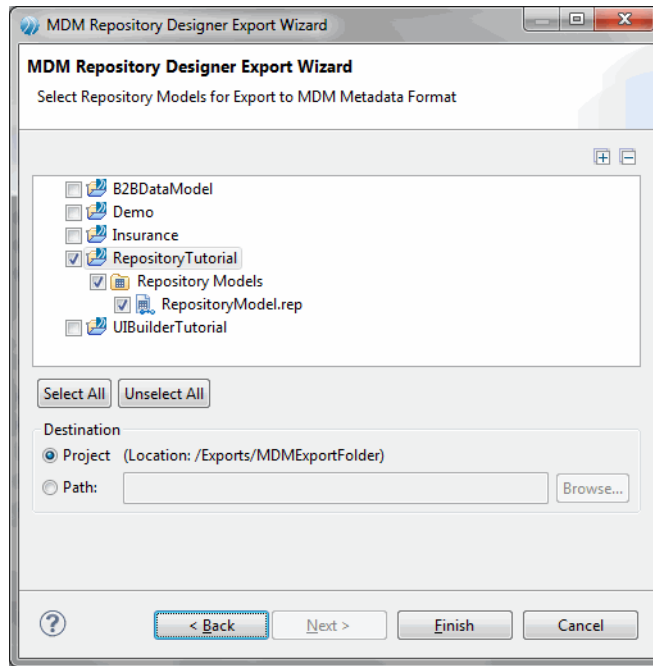 MDM Repository Designer Export Wizard
MDM Repository Designer Export Wizard
Select Repository Models for Export to MDM Metadata Format
B2BDataModel
Demo
Insurance
RepositoryTutorial
Repository Models
RepositoryModel.rep
UIBuilderTutorial
Select All Unselect All
Destination
Project (Location: /Exports/MDMExportFolder)
Path: Browse...
< Back Next > Finish Cancel